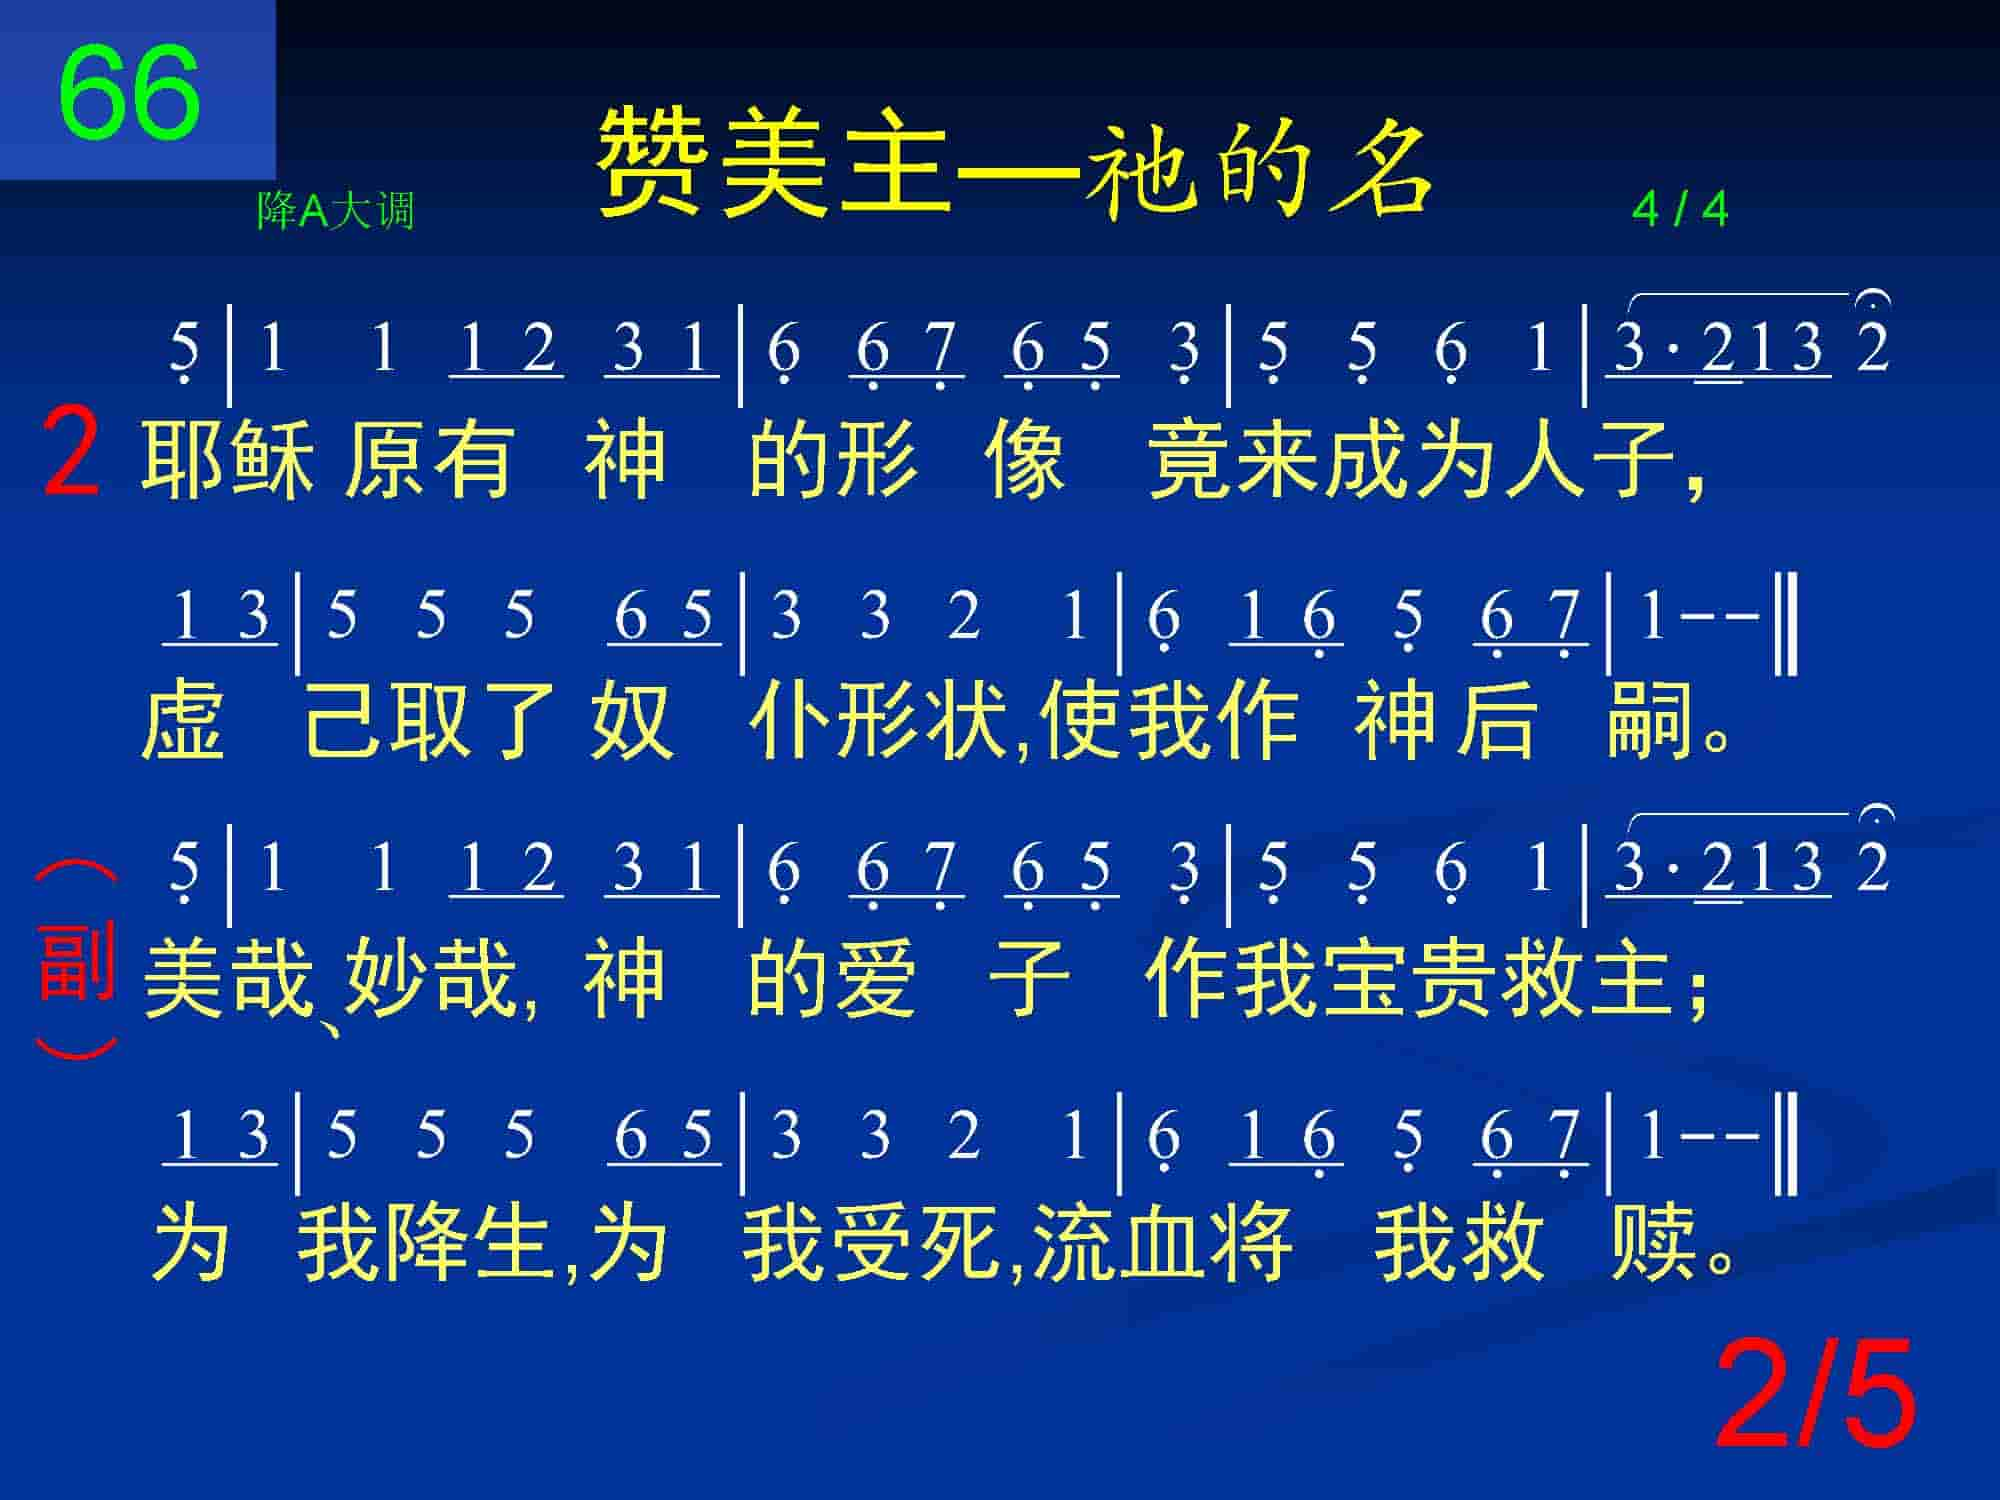 66
赞美主—祂的名
降A大调 4 / 4
5 | 1 1 1 2 3 1 | 6 6 7 6 5 3 | 5 5 6 1 | 3 · 2 1 3 2
2 耶稣原有神的形像竟来成为人子，
1 3 | 5 5 5 6 5 | 3 3 2 1 | 6 1 6 5 6 7 | 1 – – ‖
虚己取了奴仆形状,使我作神后嗣。
5 | 1 1 1 2 3 1 | 6 6 7 6 5 3 | 5 5 6 1 | 3 · 2 1 3 2
（副） 美哉、妙哉, 神的爱子作我宝贵救主；
1 3 | 5 5 5 6 5 | 3 3 2 1 | 6 1 6 5 6 7 | 1 – – ‖
为我降生,为我受死,流血将我救赎。
2/5